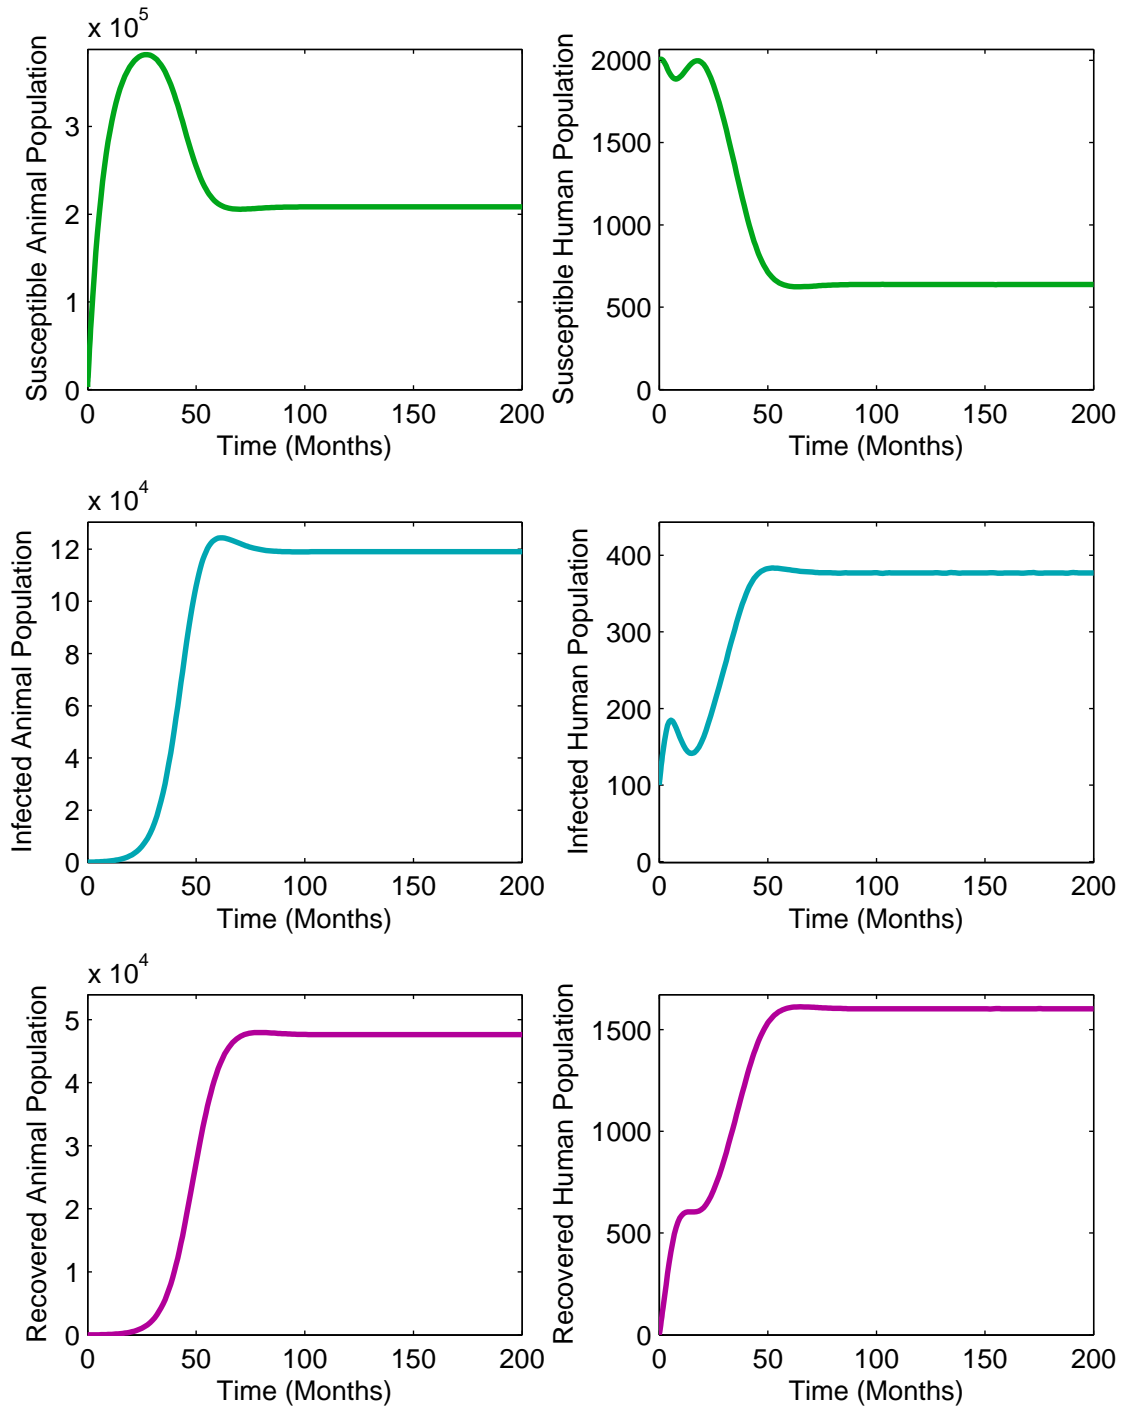 x 10^5
Susceptible Animal Population
3
2
1
0
0 50 100 150 200
Time (Months)
Susceptible Human Population
2000
1500
1000
500
0
0 50 100 150 200
Time (Months)
x 10^4
Infected Animal Population
12
10
8
6
4
2
0
0 50 100 150 200
Time (Months)
Infected Human Population
400
300
200
100
0
0 50 100 150 200
Time (Months)
x 10^4
Recovered Animal Population
5
4
3
2
1
0
0 50 100 150 200
Time (Months)
Recovered Human Population
1500
1000
500
0
0 50 100 150 200
Time (Months)